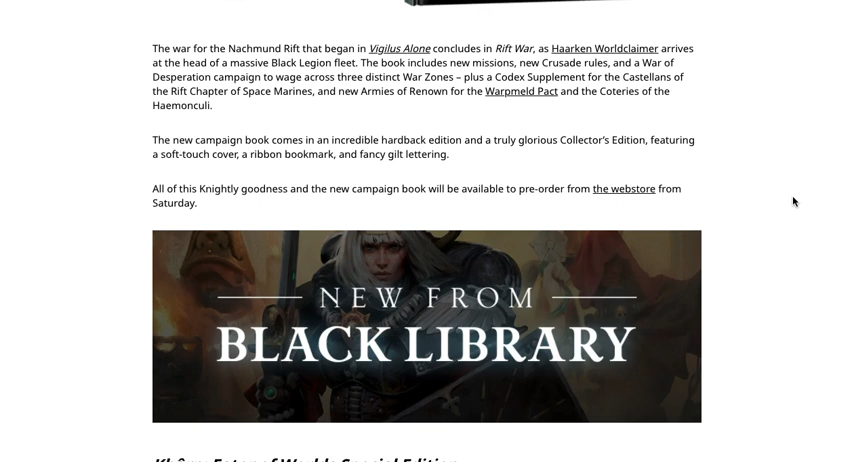 The war for the Nachmund Rift that began in Vigilus Alone concludes in Rift War, as Haarken Worldclaimer arrives
at the head of a massive Black Legion fleet. The book includes new missions, new Crusade rules, and a War of
Desperation campaign to wage across three distinct War Zones – plus a Codex Supplement for the Castellans of
the Rift Chapter of Space Marines, and new Armies of Renown for the Warpmeld Pact and the Coteries of the
Haemonculi.
The new campaign book comes in an incredible hardback edition and a truly glorious Collector's Edition, featuring
a soft-touch cover, a ribbon bookmark, and fancy gilt lettering.
All of this Knightly goodness and the new campaign book will be available to pre-order from the webstore from
Saturday.
NEW FROM
BLACK LIBRARY
Khârn: Eater of Worlds Special Edition